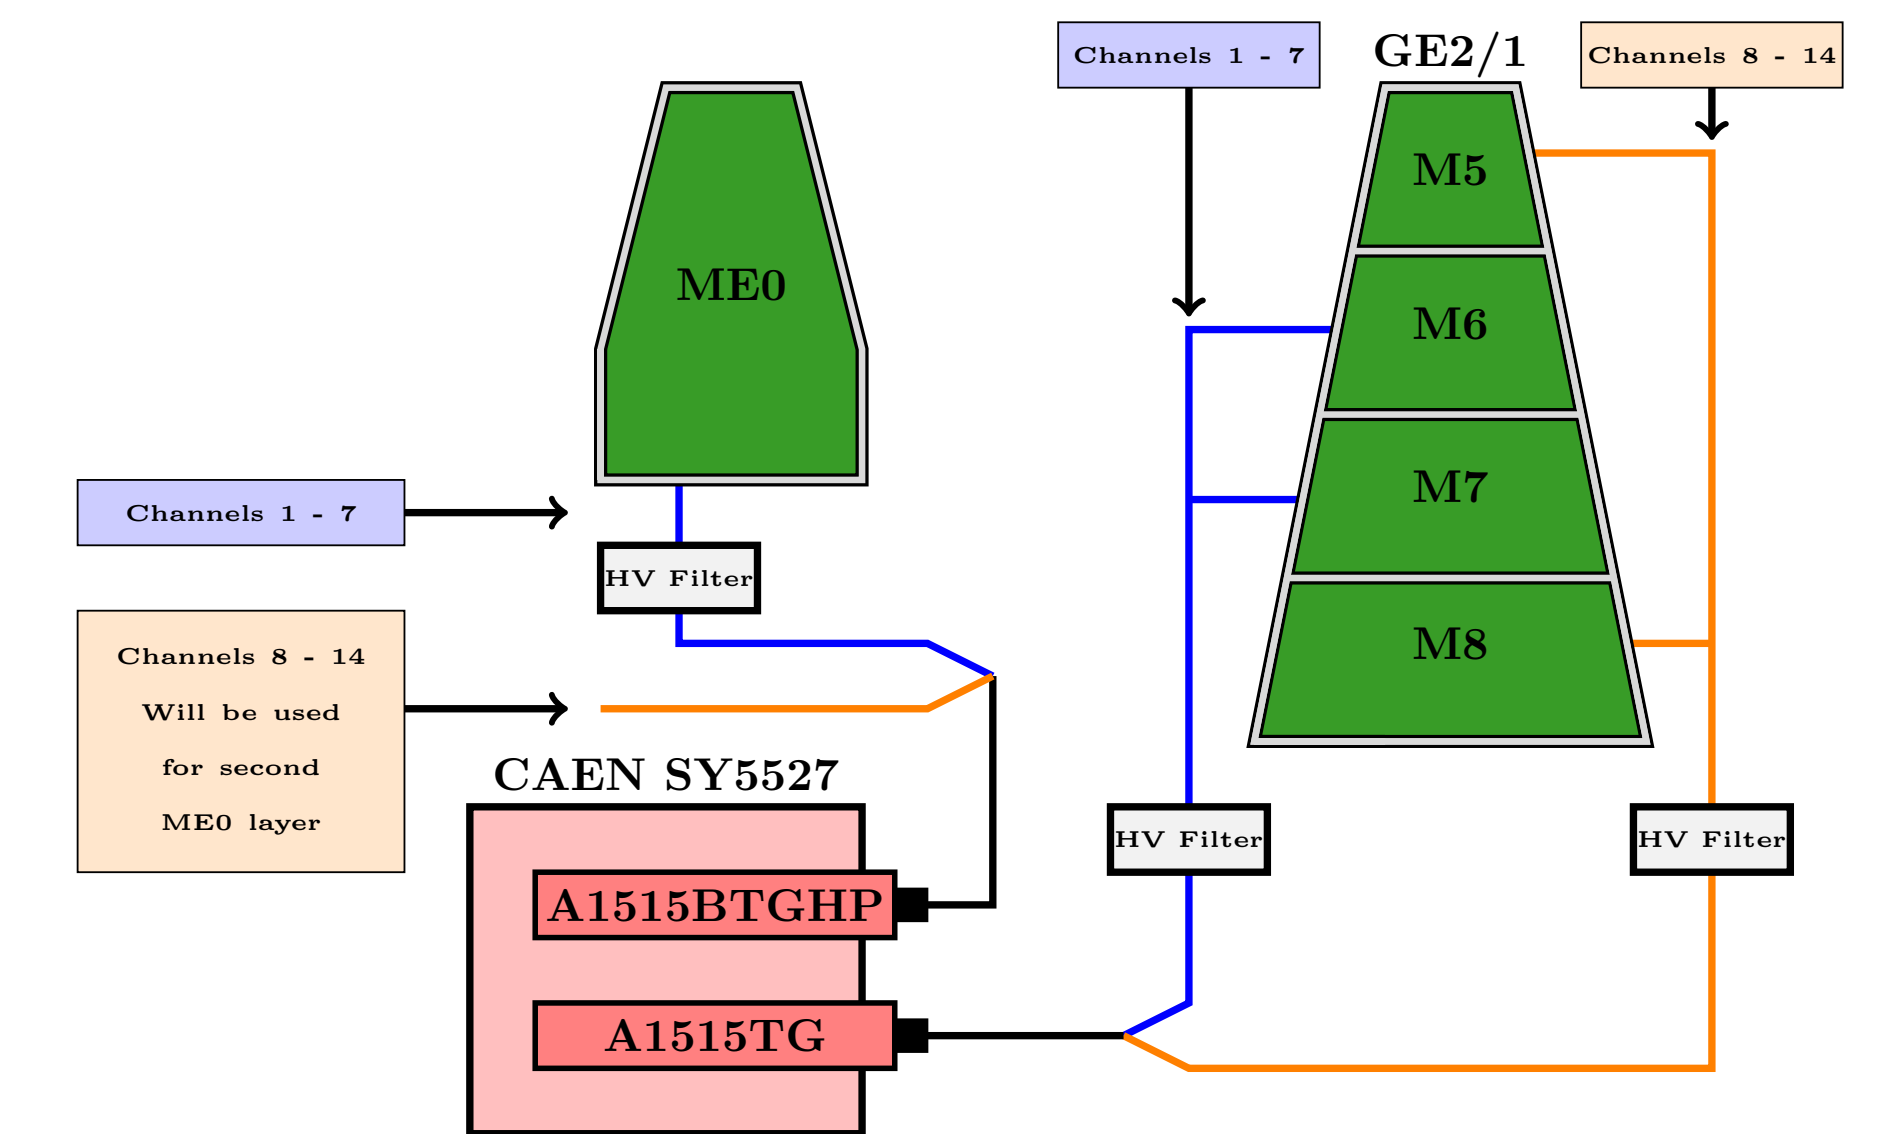 Channels 1 - 7
GE2/1
Channels 8 - 14
M5
ME0
M6
M7
Channels 1 - 7
HV Filter
M8
Channels 8 - 14
Will be used
for second
ME0 layer
CAEN SY5527
HV Filter
HV Filter
A1515BTGHP
A1515TG